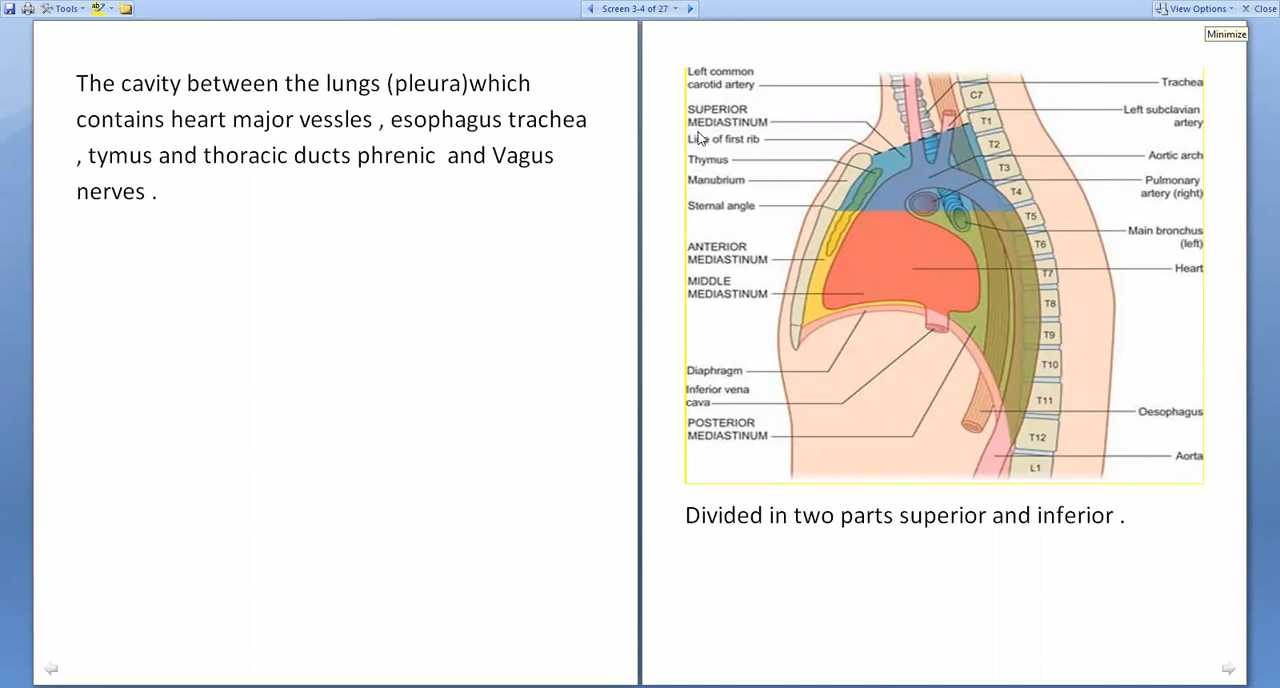 Tools
Screen 3-4 of 27
View Options
Close
Minimize
The cavity between the lungs (pleura)which
contains heart major vessles , esophagus trachea
, tymus and thoracic ducts phrenic and Vagus
nerves .
Left common
carotid artery
SUPERIOR
MEDIASTINUM
of first rib
Thymus
Manubrium
Sternal angle
ANTERIOR
MEDIASTINUM
MIDDLE
MEDIASTINUM
Diaphragm
Inferior vena
cava
POSTERIOR
MEDIASTINUM
C7
T1
T2
T3
T4
T5
T6
T7
T8
T9
T10
T11
T12
L1
Trachea
Left subclavian
artery
Aortic arch
Pulmonary
artery (right)
Main bronchus
(left)
Heart
Oesophagus
Aorta
Divided in two parts superior and inferior .